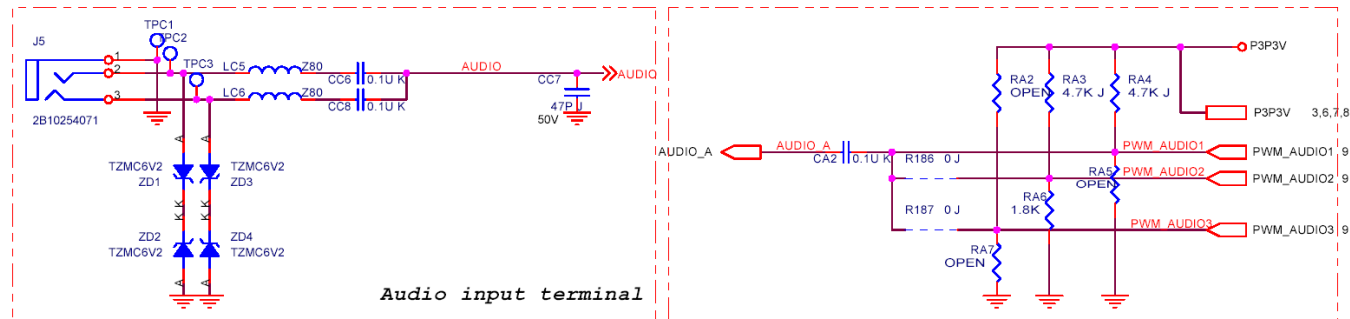 J5
TPC1
TPC2
TPC3
1
2
3
2B10254071
LC5
Z80
CC6
0.1U K
LC6
Z80
CC8
0.1U K
AUDIO
CC7
47P J
50V
AUDIO
A
A
TZMC6V2
ZD1
TZMC6V2
ZD3
K K
K K
ZD2
TZMC6V2
ZD4
TZMC6V2
A
A
Audio input terminal
P3P3V
RA2
OPEN
RA3
4.7K J
RA4
4.7K J
P3P3V 3,6,7,8
AUDIO_A
AUDIO_A
CA2
0.1U K
R186 0 J
PWM_AUDIO1
PWM_AUDIO1 9
RA5
OPEN
PWM_AUDIO2
PWM_AUDIO2 9
RA6
1.8K
R187 0 J
PWM_AUDIO3
PWM_AUDIO3 9
RA7
OPEN